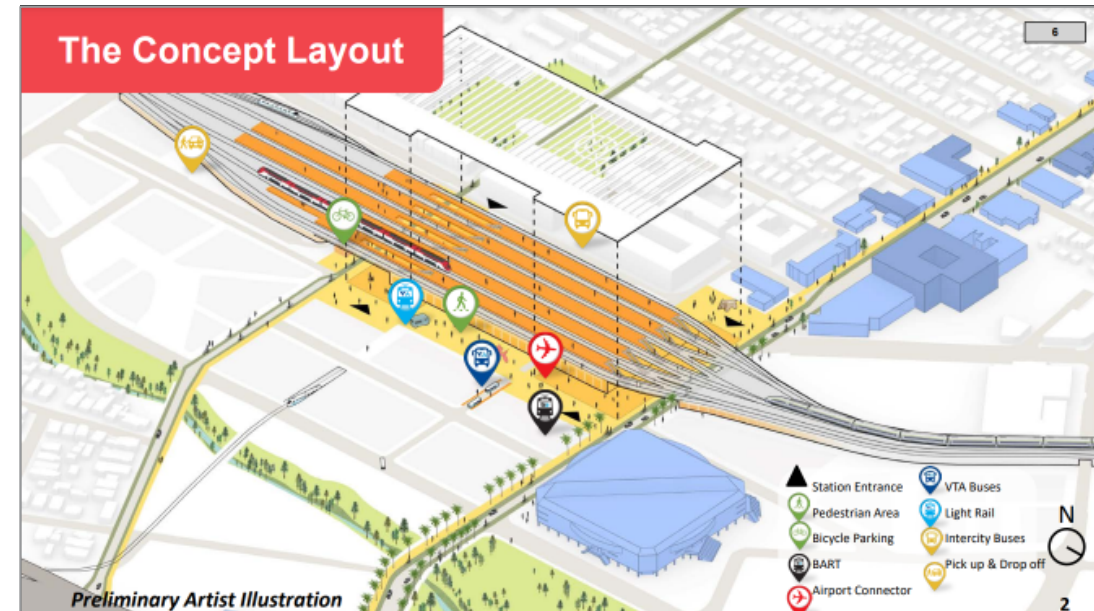 The Concept Layout
6
Station Entrance
Pedestrian Area
Bicycle Parking
BART
Airport Connector
VTA Buses
Light Rail
Intercity Buses
Pick up & Drop off
N
Preliminary Artist Illustration
2